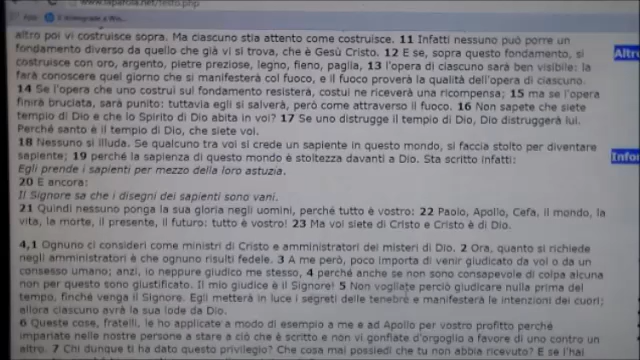 www.laparola.net/testo.php
altro poi vi costruisce sopra. Ma ciascuno stia attento come costruisce. 11 Infatti nessuno può porre un
fondamento diverso da quello che già vi si trova, che è Gesù Cristo. 12 E se, sopra questo fondamento, si
costruisce con oro, argento, pietre preziose, legno, fieno, paglia, 13 l'opera di ciascuno sarà ben visibile: la
farà conoscere quel giorno che si manifesterà col fuoco, e il fuoco proverà la qualità dell'opera di ciascuno.
14 Se l'opera che uno costruì sul fondamento resisterà, costui ne riceverà una ricompensa; 15 ma se l'opera
finirà bruciata, sarà punito: tuttavia egli si salverà, però come attraverso il fuoco. 16 Non sapete che siete
tempio di Dio e che lo Spirito di Dio abita in voi? 17 Se uno distrugge il tempio di Dio, Dio distruggerà lui.
Perché santo è il tempio di Dio, che siete voi.
18 Nessuno si illuda. Se qualcuno tra voi si crede un sapiente in questo mondo, si faccia stolto per diventare
sapiente; 19 perché la sapienza di questo mondo è stoltezza davanti a Dio. Sta scritto infatti:
Egli prende i sapienti per mezzo della loro astuzia.
20 E ancora:
Il Signore sa che i disegni dei sapienti sono vani.
21 Quindi nessuno ponga la sua gloria negli uomini, perché tutto è vostro: 22 Paolo, Apollo, Cefa, il mondo, la
vita, la morte, il presente, il futuro: tutto è vostro! 23 Ma voi siete di Cristo e Cristo è di Dio.
4,1 Ognuno ci consideri come ministri di Cristo e amministratori dei misteri di Dio. 2 Ora, quanto si richiede
negli amministratori è che ognuno risulti fedele. 3 A me però, poco importa di venir giudicato da voi o da un
consesso umano; anzi, io neppure giudico me stesso, 4 perché anche se non sono consapevole di colpa alcuna
non per questo sono giustificato. Il mio giudice è il Signore! 5 Non vogliate perciò giudicare nulla prima del
tempo, finché venga il Signore. Egli metterà in luce i segreti delle tenebre e manifesterà le intenzioni dei cuori;
allora ciascuno avrà la sua lode da Dio.
6 Queste cose, fratelli, le ho applicate a modo di esempio a me e ad Apollo per vostro profitto perché
impariate nelle nostre persone a stare a ciò che è scritto e non vi gonfiate d'orgoglio a favore di uno contro un
altro. 7 Chi dunque ti ha dato questo privilegio? Che cosa mai possiedi che tu non abbia ricevuto? E se l'hai
Altro
Infor